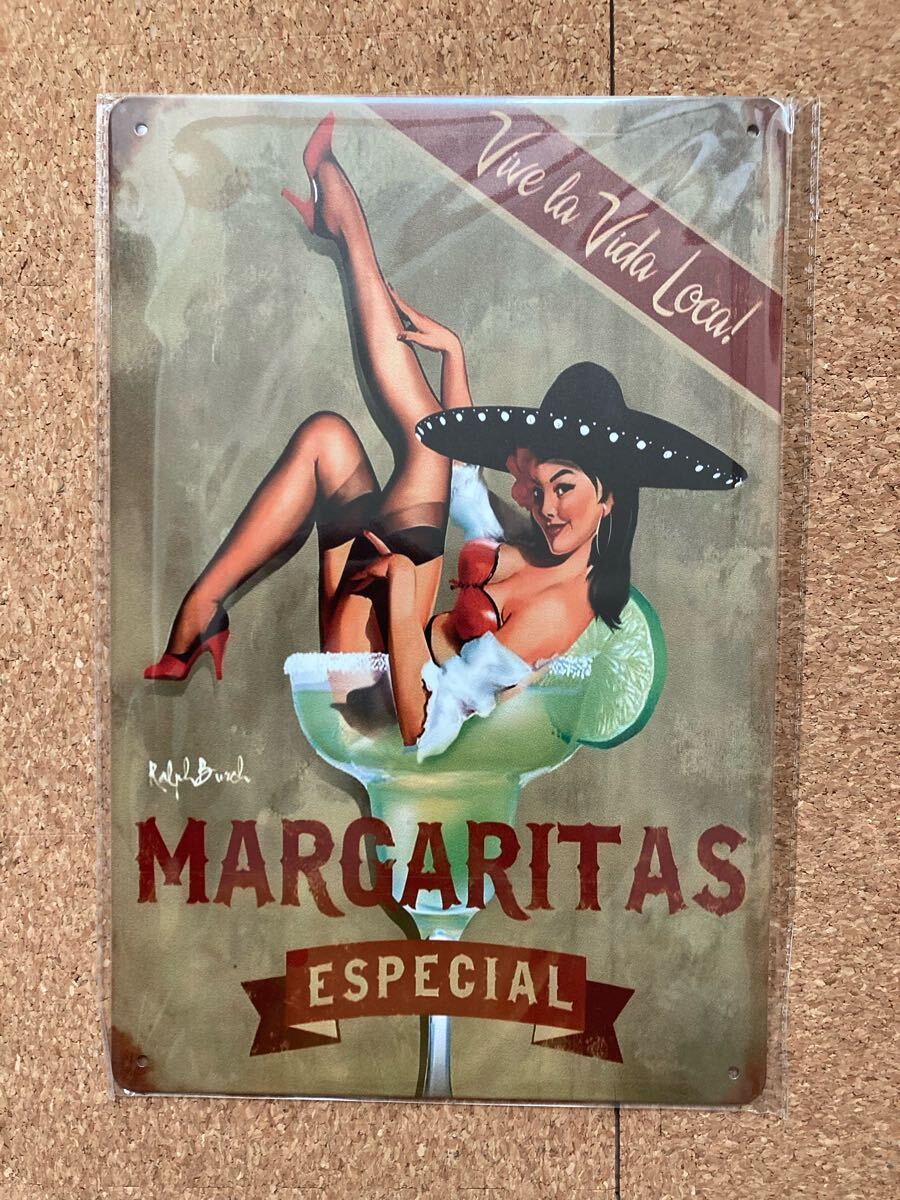 Vive la Vida Loca!
Ralph Burch
MARGARITAS
ESPECIAL